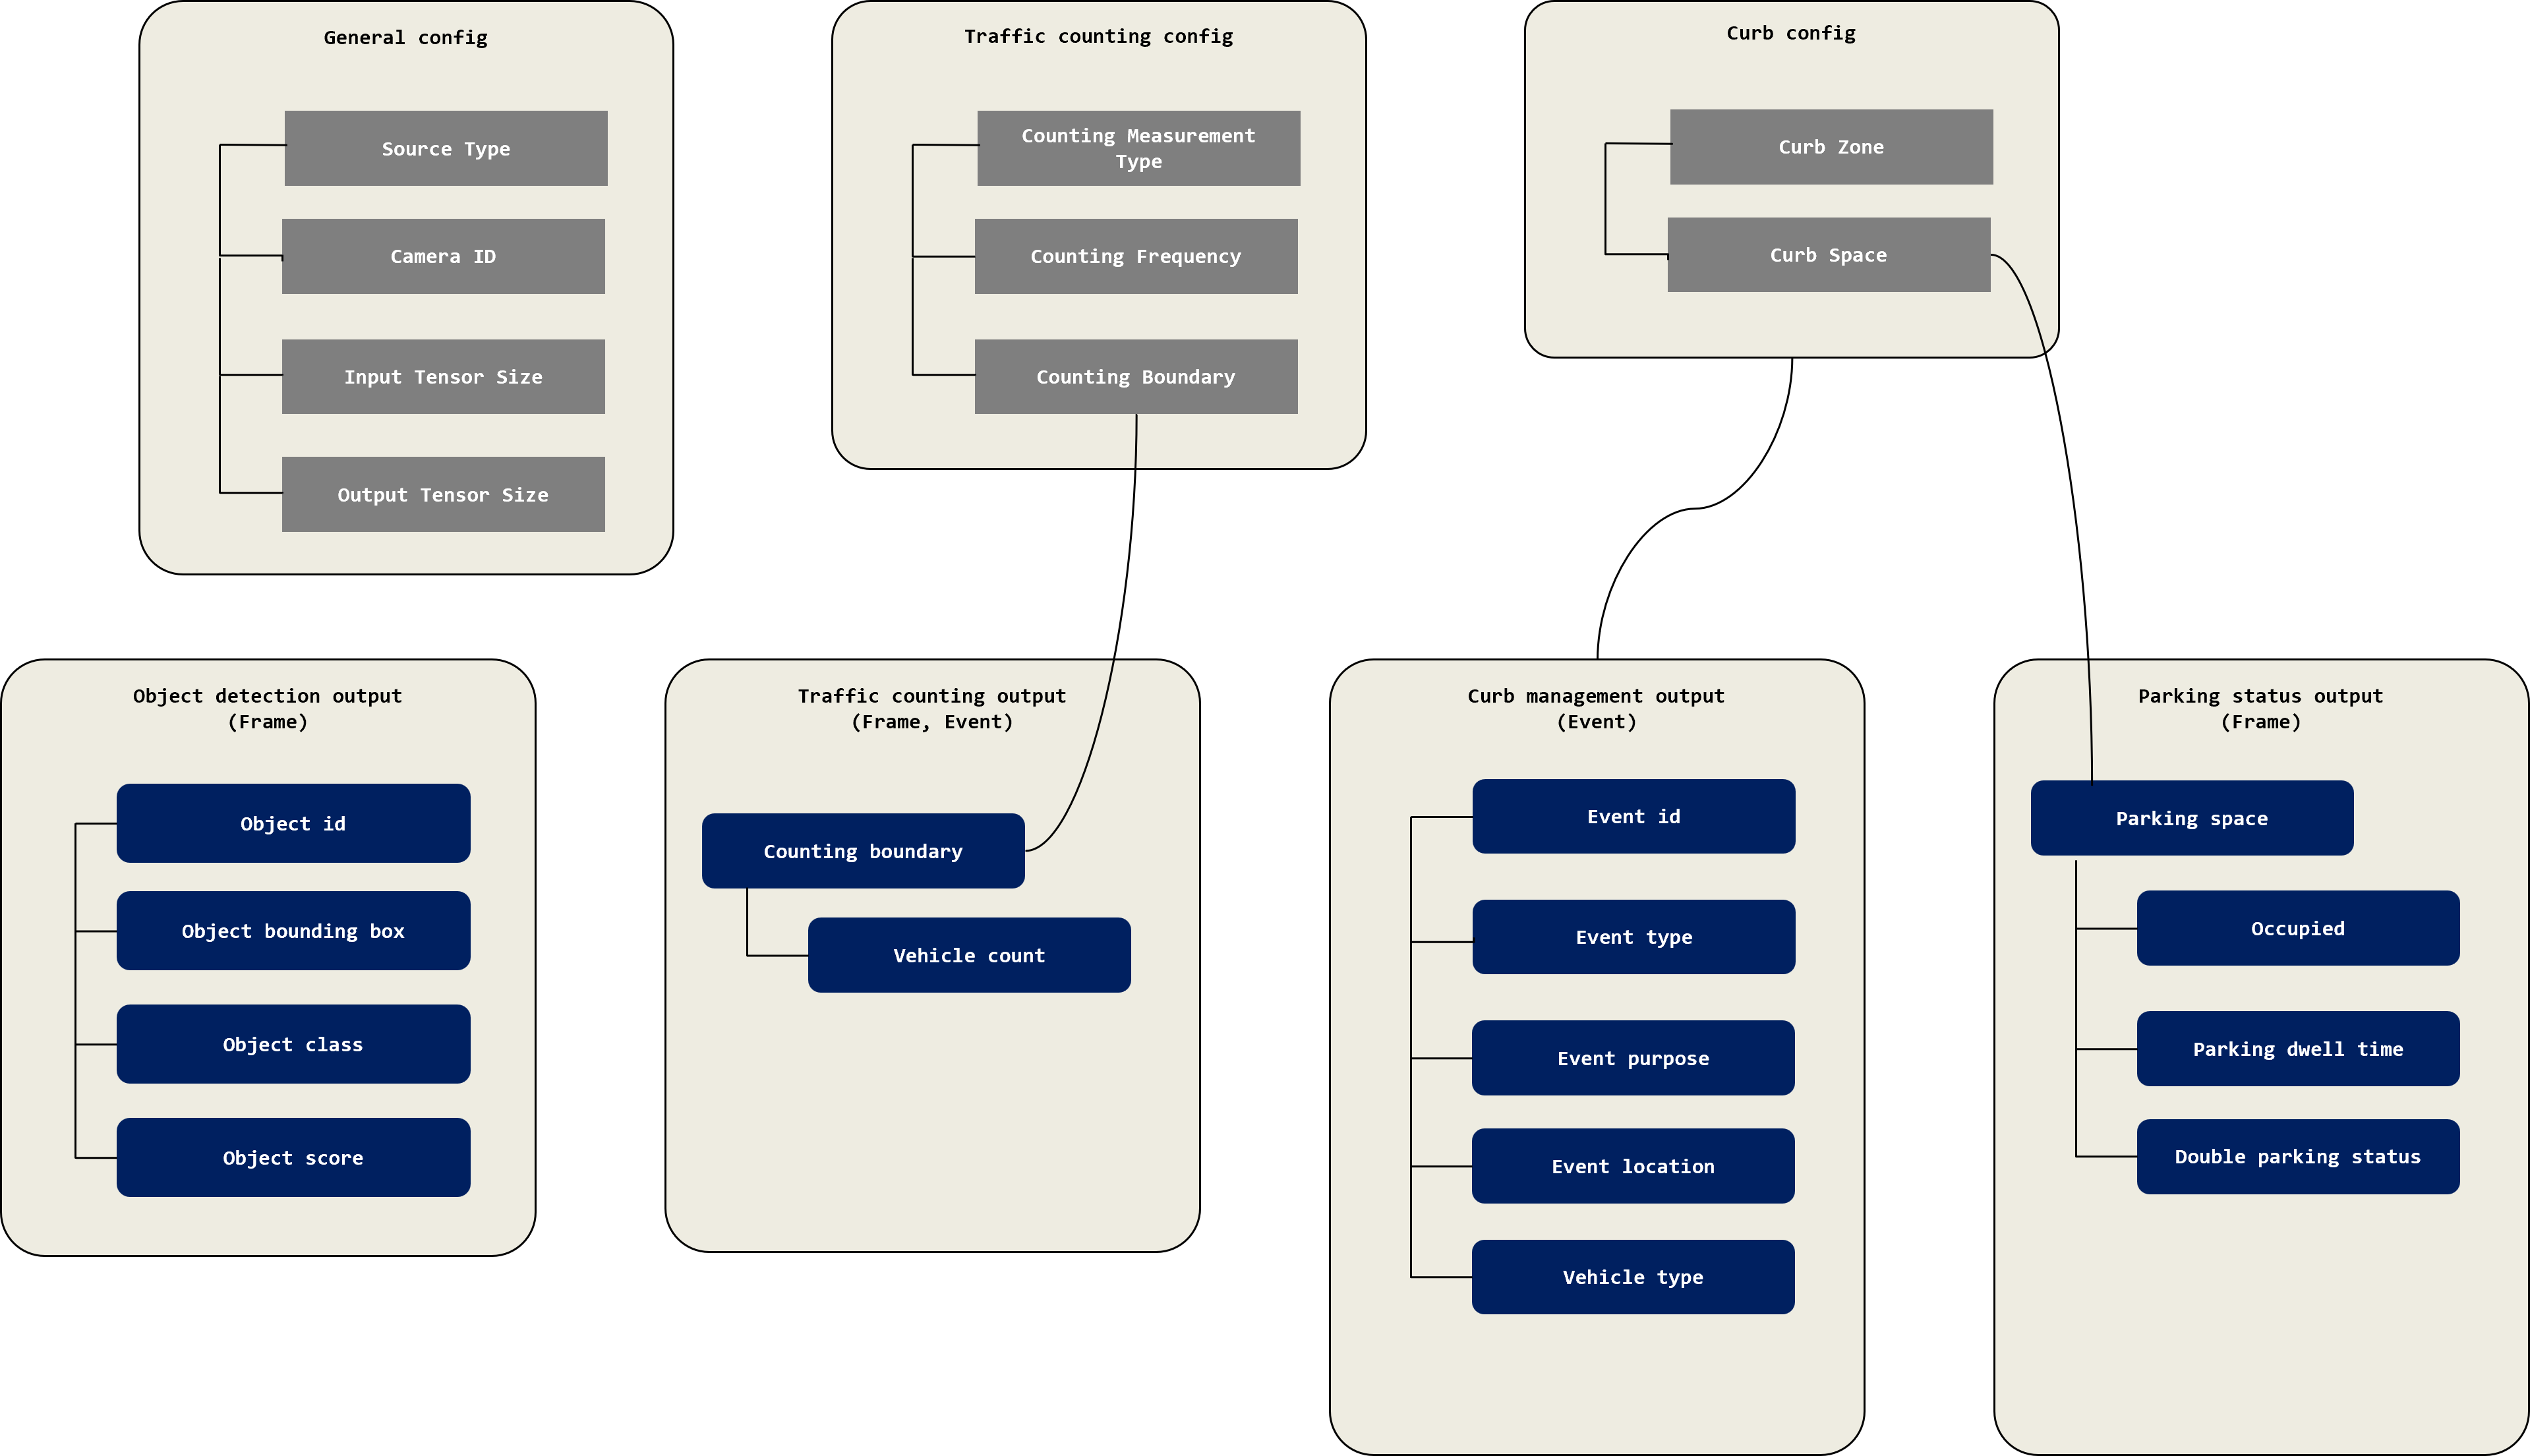 General config
Source Type
Camera ID
Input Tensor Size
Output Tensor Size
Traffic counting config
Counting Measurement
Type
Counting Frequency
Counting Boundary
Curb config
Curb Zone
Curb Space
Object detection output
(Frame)
Object id
Object bounding box
Object class
Object score
Traffic counting output
(Frame, Event)
Counting boundary
Vehicle count
Curb management output
(Event)
Event id
Event type
Event purpose
Event location
Vehicle type
Parking status output
(Frame)
Parking space
Occupied
Parking dwell time
Double parking status